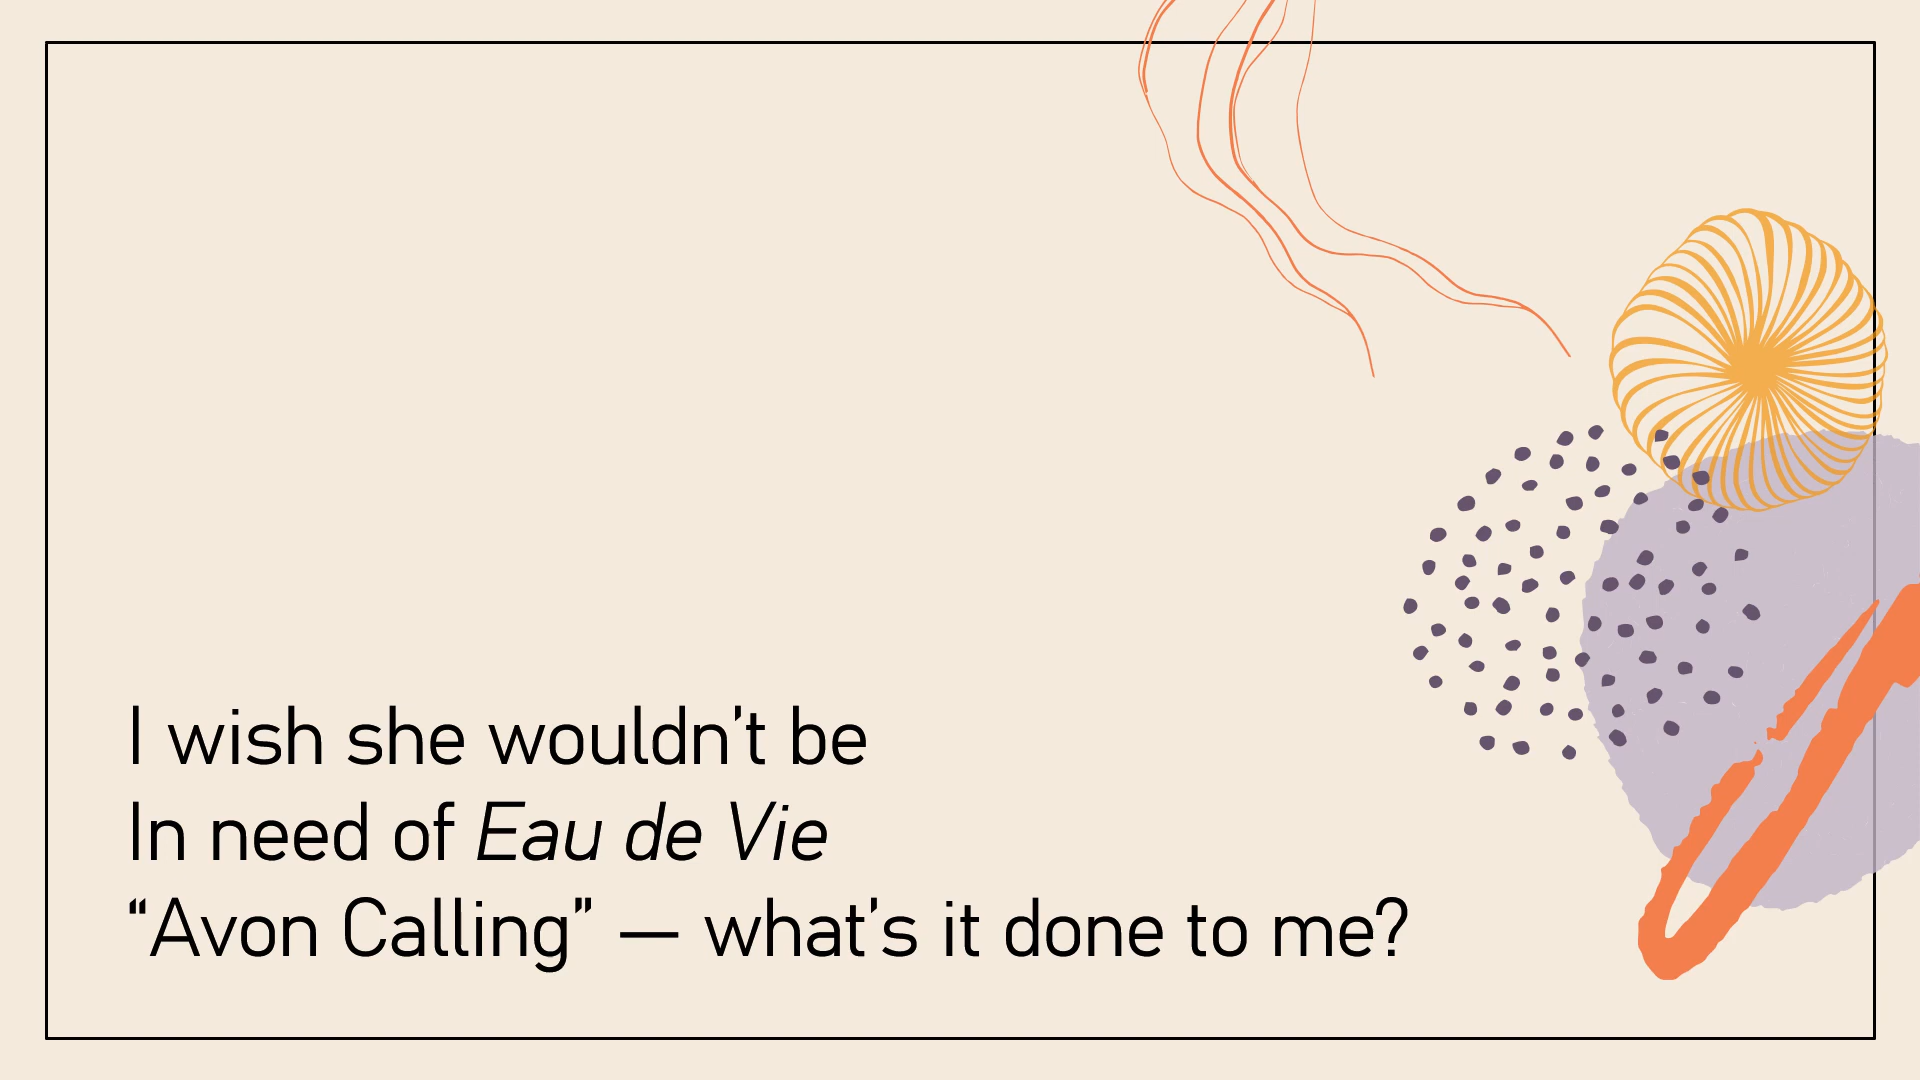 I wish she wouldn’t be
In need of Eau de Vie
“Avon Calling” — what’s it done to me?